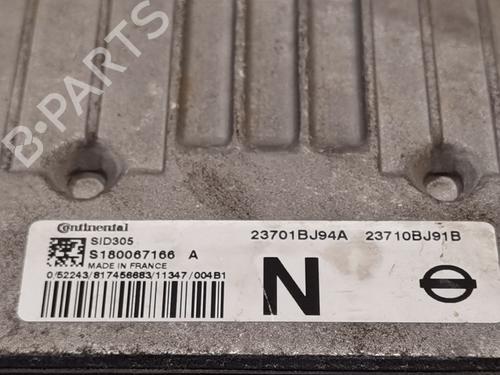 B-PARTS
Continental
SID305
S180067166 A
MADE IN FRANCE
0/52243/817456683/11347/004B1
23701BJ94A 23710BJ91B
N